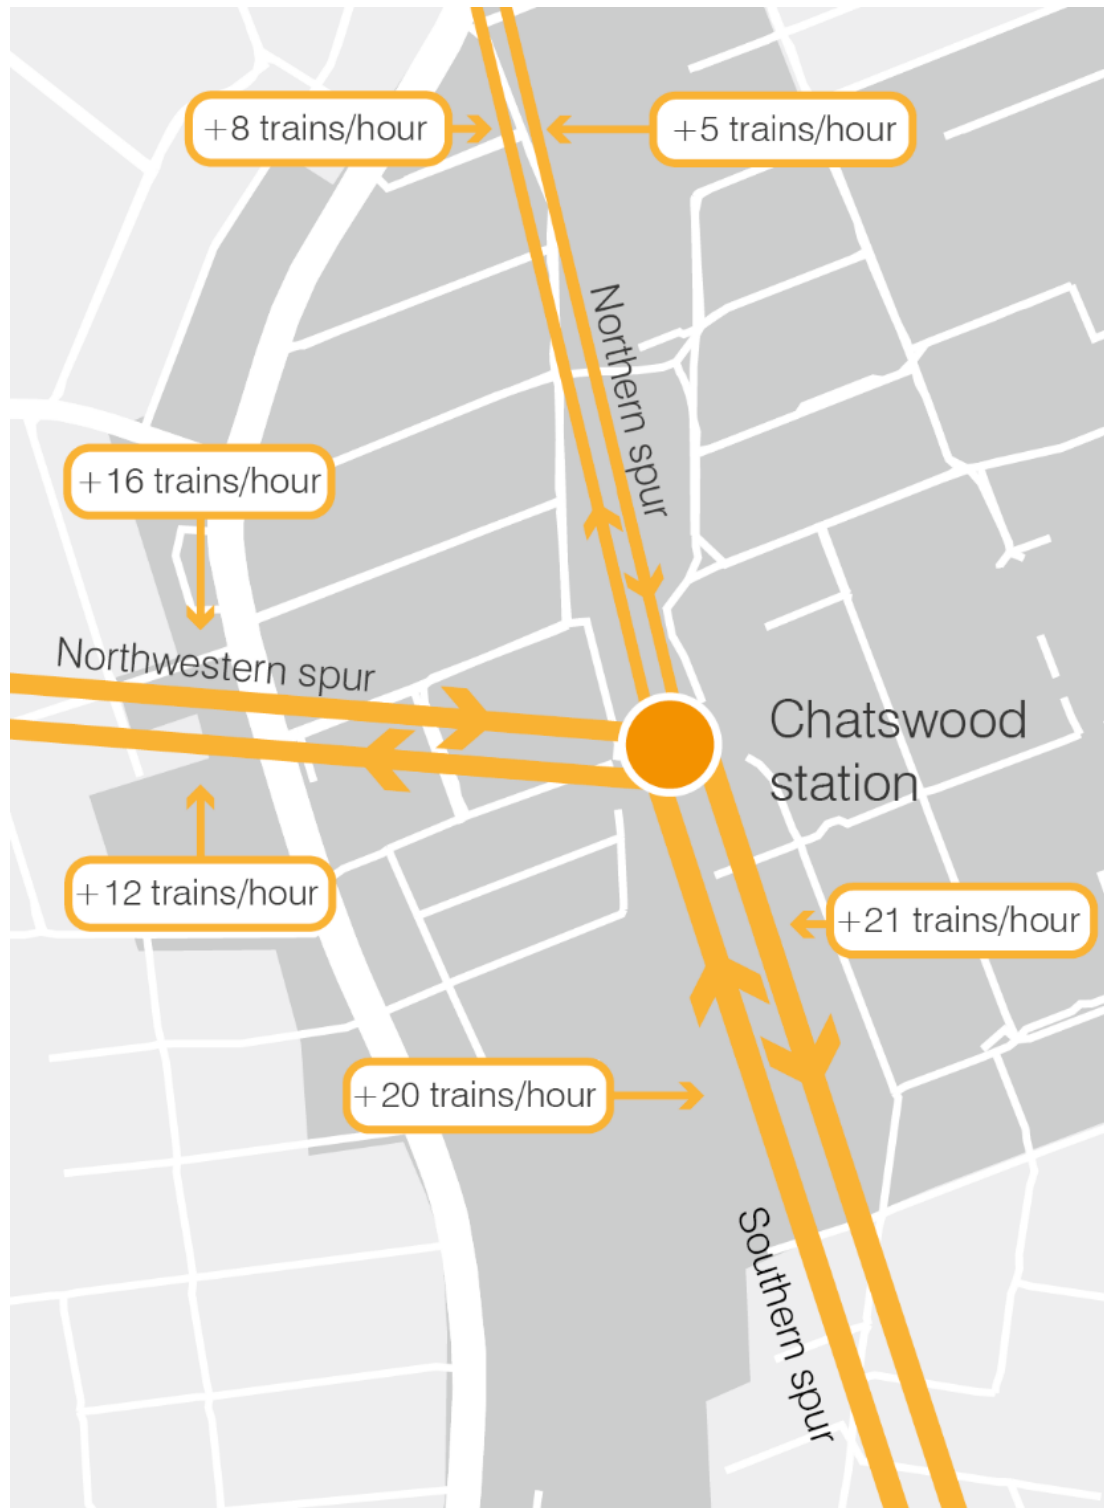 +8 trains/hour
+5 trains/hour
Northern spur
+16 trains/hour
Northwestern spur
Chatswood
station
+12 trains/hour
+21 trains/hour
+20 trains/hour
Southern spur